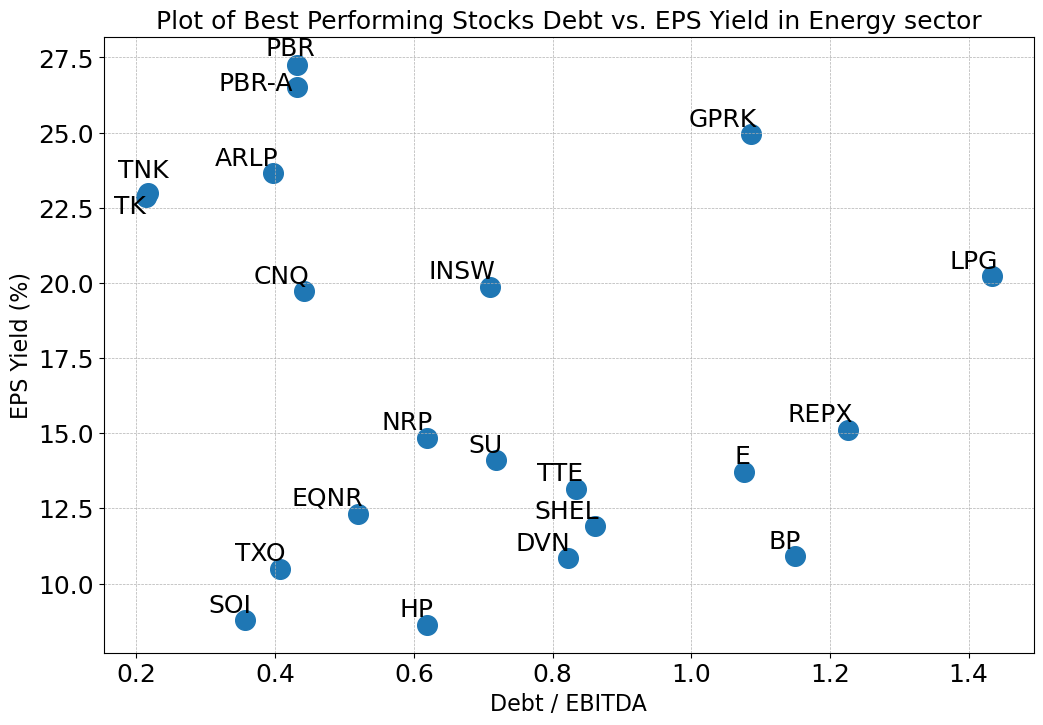 Plot of Best Performing Stocks Debt vs. EPS Yield in Energy sector
PBR
27.5
PBR-A
25.0
GPRK
ARLP
TNK
TK
22.5
LPG
CNQ
INSW
20.0
17.5
EPS Yield (%)
REPX
NRP
15.0
SU
E
TTE
EQNR
12.5
SHEL
DVN
BP
TXO
10.0
SOI
HP
0.2 0.4 0.6 0.8 1.0 1.2 1.4
Debt / EBITDA